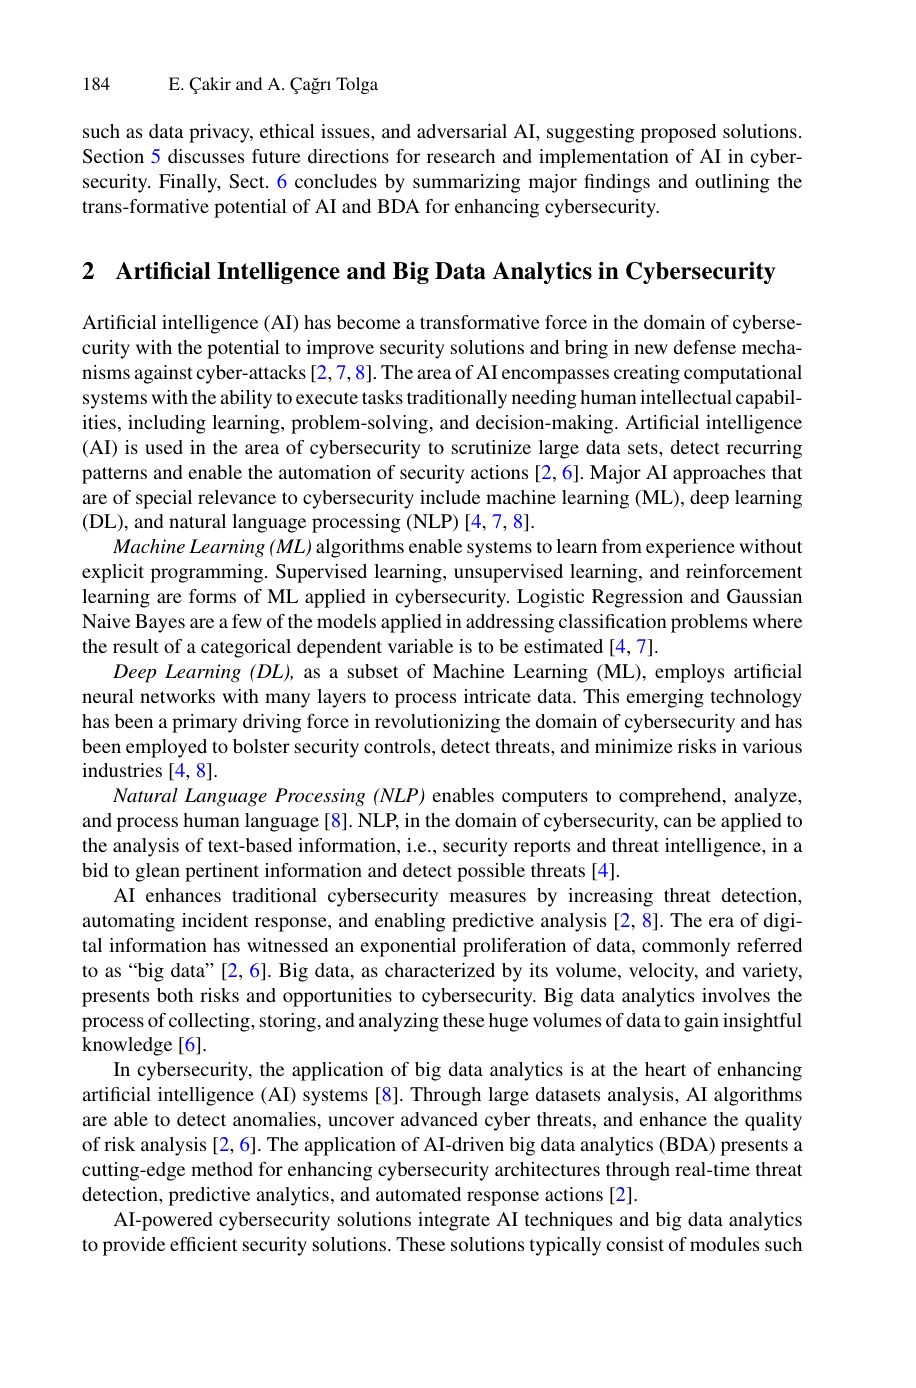 184 E. Çakir and A. Çağrı Tolga
such as data privacy, ethical issues, and adversarial AI, suggesting proposed solutions.
Section 5 discusses future directions for research and implementation of AI in cyber-
security. Finally, Sect. 6 concludes by summarizing major findings and outlining the
trans-formative potential of AI and BDA for enhancing cybersecurity.
2 Artificial Intelligence and Big Data Analytics in Cybersecurity
Artificial intelligence (AI) has become a transformative force in the domain of cyberse-
curity with the potential to improve security solutions and bring in new defense mecha-
nisms against cyber-attacks [2, 7, 8]. The area of AI encompasses creating computational
systems with the ability to execute tasks traditionally needing human intellectual capabil-
ities, including learning, problem-solving, and decision-making. Artificial intelligence
(AI) is used in the area of cybersecurity to scrutinize large data sets, detect recurring
patterns and enable the automation of security actions [2, 6]. Major AI approaches that
are of special relevance to cybersecurity include machine learning (ML), deep learning
(DL), and natural language processing (NLP) [4, 7, 8].
Machine Learning (ML) algorithms enable systems to learn from experience without
explicit programming. Supervised learning, unsupervised learning, and reinforcement
learning are forms of ML applied in cybersecurity. Logistic Regression and Gaussian
Naive Bayes are a few of the models applied in addressing classification problems where
the result of a categorical dependent variable is to be estimated [4, 7].
Deep Learning (DL), as a subset of Machine Learning (ML), employs artificial
neural networks with many layers to process intricate data. This emerging technology
has been a primary driving force in revolutionizing the domain of cybersecurity and has
been employed to bolster security controls, detect threats, and minimize risks in various
industries [4, 8].
Natural Language Processing (NLP) enables computers to comprehend, analyze,
and process human language [8]. NLP, in the domain of cybersecurity, can be applied to
the analysis of text-based information, i.e., security reports and threat intelligence, in a
bid to glean pertinent information and detect possible threats [4].
AI enhances traditional cybersecurity measures by increasing threat detection,
automating incident response, and enabling predictive analysis [2, 8]. The era of digi-
tal information has witnessed an exponential proliferation of data, commonly referred
to as “big data” [2, 6]. Big data, as characterized by its volume, velocity, and variety,
presents both risks and opportunities to cybersecurity. Big data analytics involves the
process of collecting, storing, and analyzing these huge volumes of data to gain insightful
knowledge [6].
In cybersecurity, the application of big data analytics is at the heart of enhancing
artificial intelligence (AI) systems [8]. Through large datasets analysis, AI algorithms
are able to detect anomalies, uncover advanced cyber threats, and enhance the quality
of risk analysis [2, 6]. The application of AI-driven big data analytics (BDA) presents a
cutting-edge method for enhancing cybersecurity architectures through real-time threat
detection, predictive analytics, and automated response actions [2].
AI-powered cybersecurity solutions integrate AI techniques and big data analytics
to provide efficient security solutions. These solutions typically consist of modules such